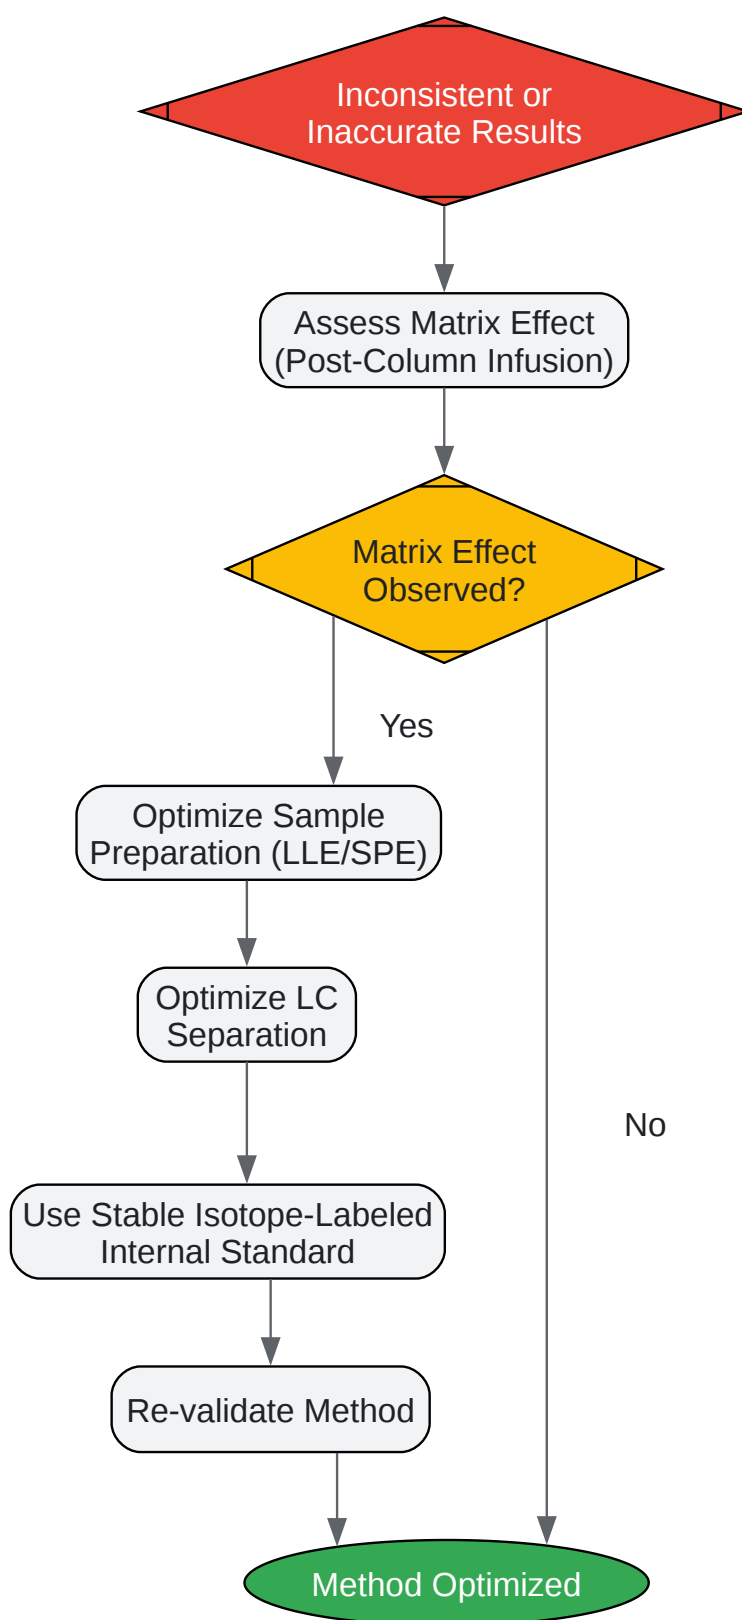 Inconsistent or
Inaccurate Results
Assess Matrix Effect
(Post-Column Infusion)
Matrix Effect
Observed?
Yes
Optimize Sample
Preparation (LLE/SPE)
Optimize LC
Separation
No
Use Stable Isotope-Labeled
Internal Standard
Re-validate Method
Method Optimized